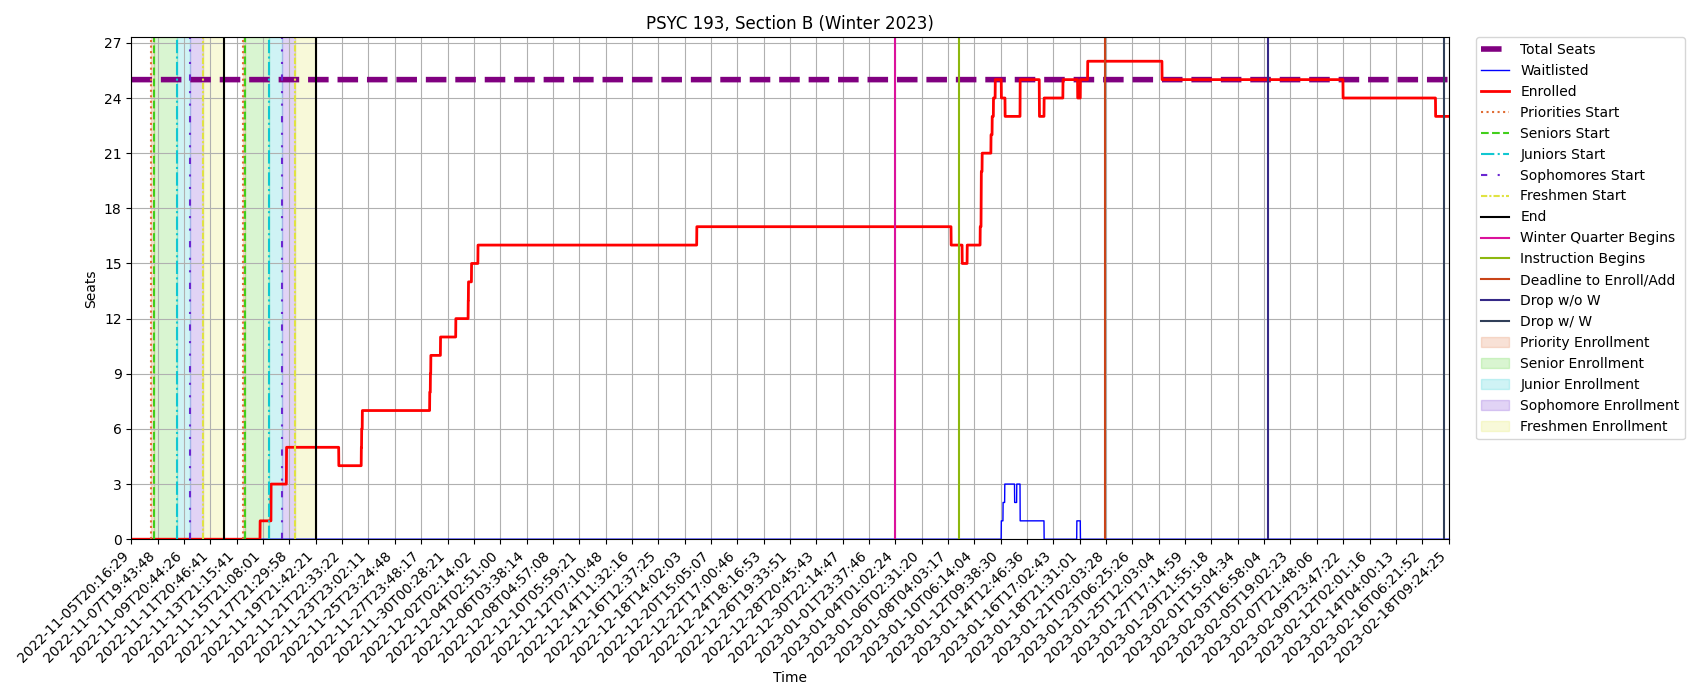 PSYC 193, Section B (Winter 2023)
27
24
21
18
15
12
9
6
3
0
Seats
2022-11-05T20:16:29
2022-11-07T19:43:48
2022-11-09T20:44:26
2022-11-11T20:46:41
2022-11-13T21:15:41
2022-11-15T21:08:01
2022-11-17T21:29:58
2022-11-19T21:42:21
2022-11-21T22:33:22
2022-11-23T23:02:11
2022-11-25T23:24:48
2022-11-27T23:48:17
2022-11-30T00:28:21
2022-12-02T02:14:02
2022-12-04T02:51:00
2022-12-06T03:38:14
2022-12-08T04:57:08
2022-12-10T05:59:21
2022-12-12T07:10:48
2022-12-14T11:32:16
2022-12-16T12:37:25
2022-12-18T14:02:03
2022-12-20T15:05:07
2022-12-22T17:00:46
2022-12-24T18:16:53
2022-12-26T19:33:51
2022-12-28T20:45:43
2022-12-30T22:14:47
2023-01-01T23:37:46
2023-01-04T01:02:24
2023-01-06T02:31:20
2023-01-08T04:03:17
2023-01-10T06:14:04
2023-01-12T09:38:30
2023-01-14T12:46:36
2023-01-16T17:02:43
2023-01-18T21:31:01
2023-01-21T02:03:28
2023-01-23T06:25:26
2023-01-25T12:03:04
2023-01-27T17:14:59
2023-01-29T21:55:18
2023-02-01T15:04:34
2023-02-03T16:58:04
2023-02-05T19:02:23
2023-02-07T21:48:06
2023-02-09T23:47:22
2023-02-12T02:01:16
2023-02-14T04:00:13
2023-02-16T06:21:52
2023-02-18T09:24:25
Time
Total Seats
Waitlisted
Enrolled
Priorities Start
Seniors Start
Juniors Start
Sophomores Start
Freshmen Start
End
Winter Quarter Begins
Instruction Begins
Deadline to Enroll/Add
Drop w/o W
Drop w/ W
Priority Enrollment
Senior Enrollment
Junior Enrollment
Sophomore Enrollment
Freshmen Enrollment